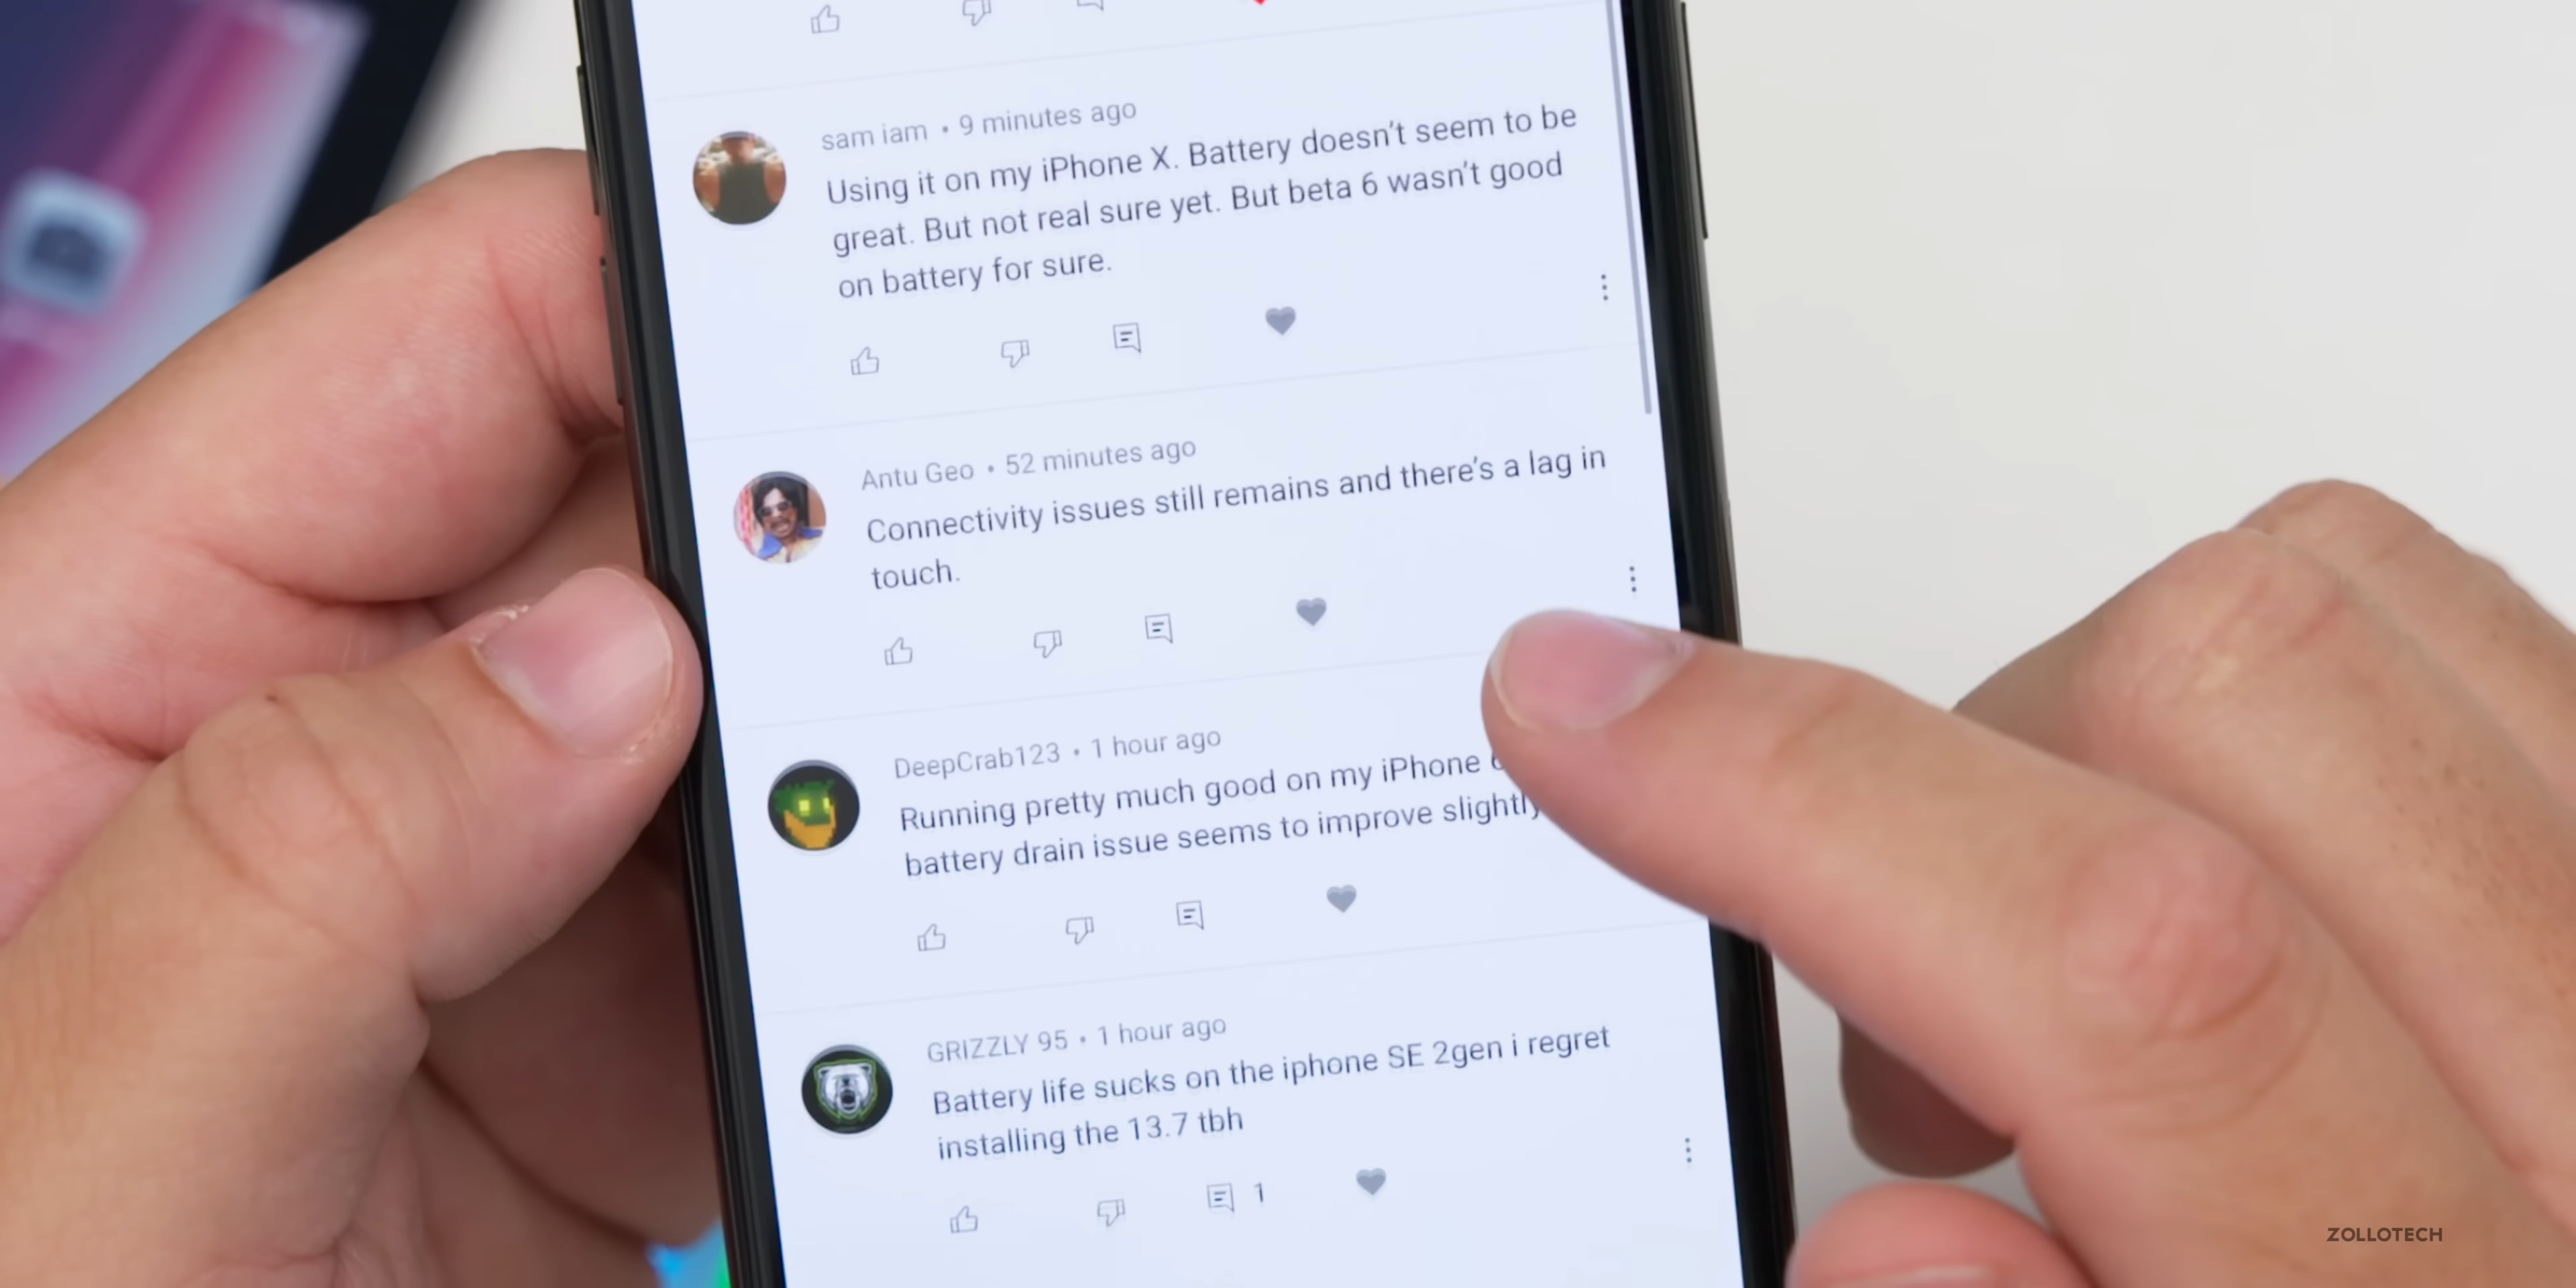 sam iam • 9 minutes ago
Using it on my iPhone X. Battery doesn't seem to be
great. But not real sure yet. But beta 6 wasn't good
on battery for sure.
Antu Geo • 52 minutes ago
Connectivity issues still remains and there's a lag in
touch.
DeepCrab123 • 1 hour ago
Running pretty much good on my iPhone
battery drain issue seems to improve slightly
GRIZZLY 95 • 1 hour ago
Battery life sucks on the iphone SE 2gen i regret
installing the 13.7 tbh
1
ZOLLOTECH